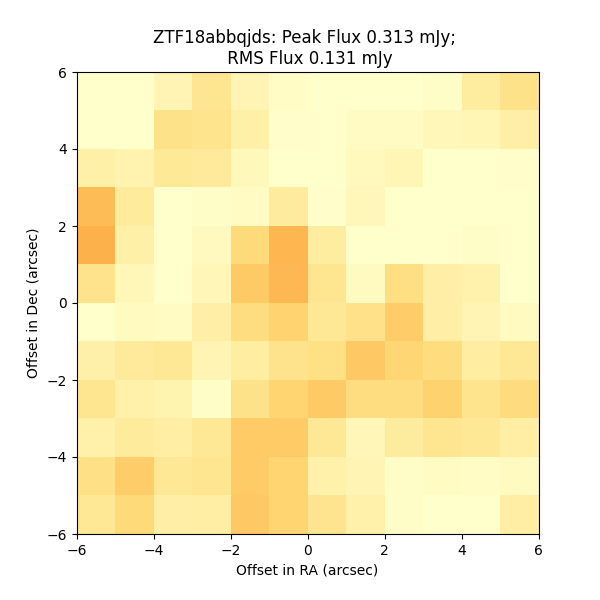 ZTF18abbqjds: Peak Flux 0.313 mJy;
RMS Flux 0.131 mJy
6
4
2
0
−2
−4
−6
Offset in Dec (arcsec)
−6 −4 −2 0 2 4 6
Offset in RA (arcsec)